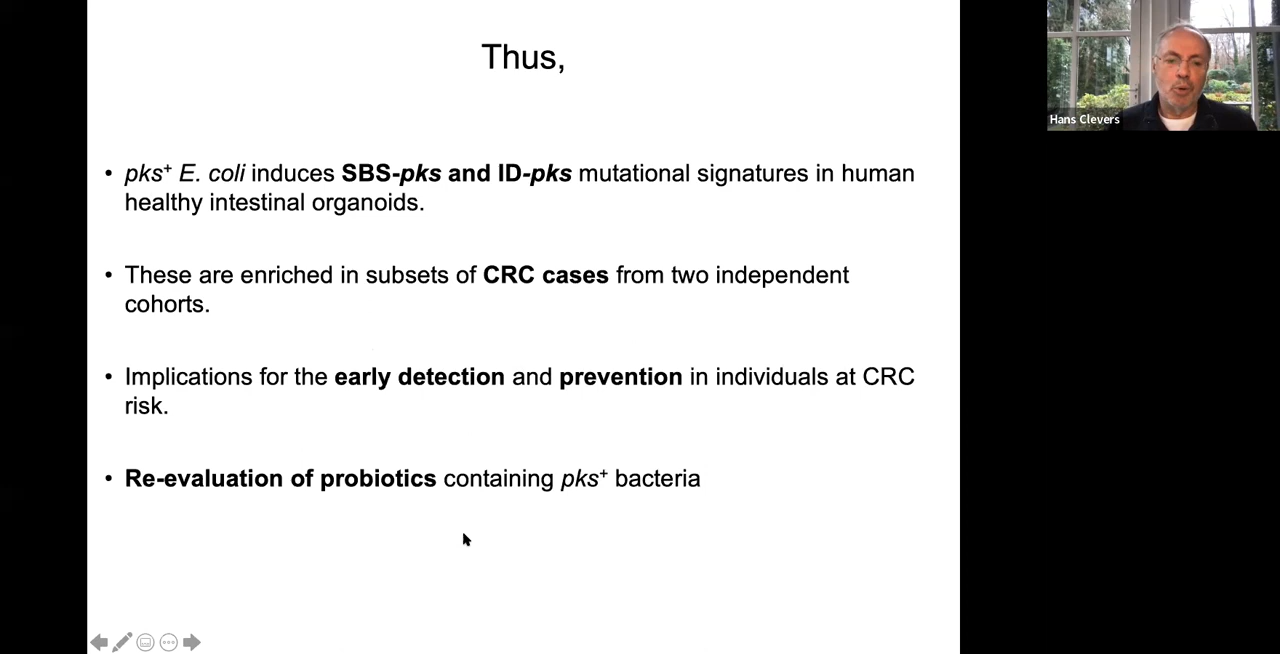 Thus,
• pks⁺ E. coli induces SBS-pks and ID-pks mutational signatures in human
healthy intestinal organoids.
• These are enriched in subsets of CRC cases from two independent
cohorts.
• Implications for the early detection and prevention in individuals at CRC
risk.
• Re-evaluation of probiotics containing pks⁺ bacteria
Hans Clevers